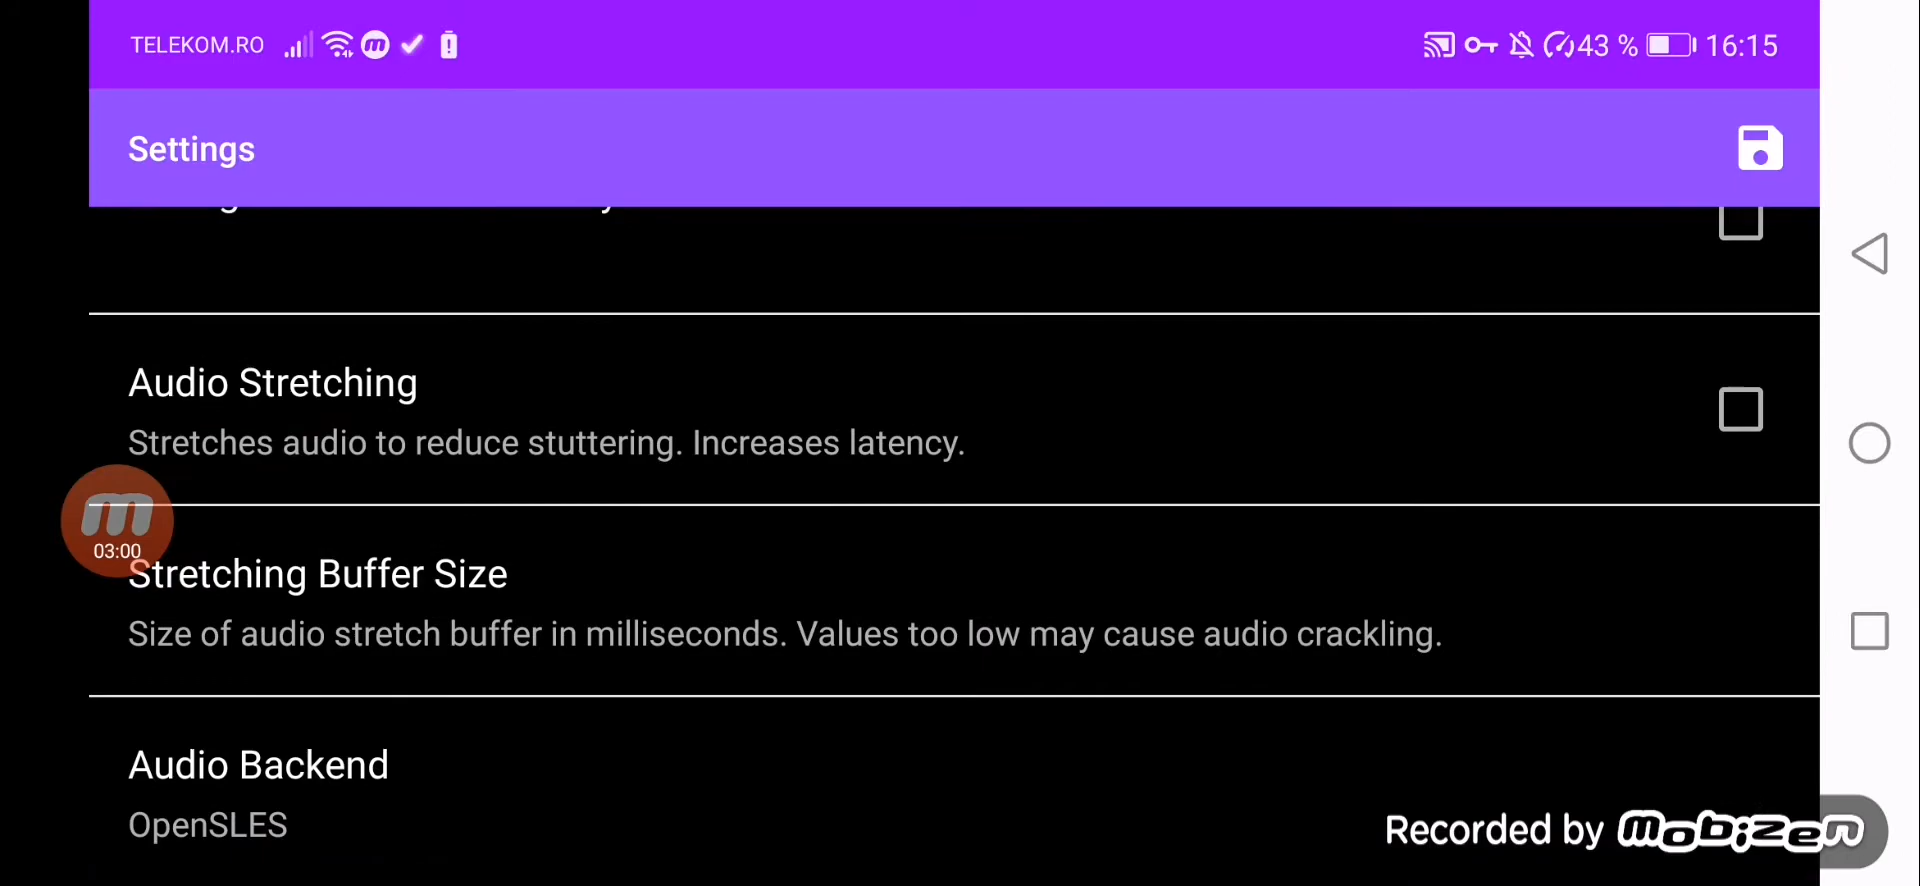 TELEKOM.RO
43 % 16:15
Settings
Audio Stretching
Stretches audio to reduce stuttering. Increases latency.
03:00
Stretching Buffer Size
Size of audio stretch buffer in milliseconds. Values too low may cause audio crackling.
Audio Backend
OpenSLES
Recorded by mobizen